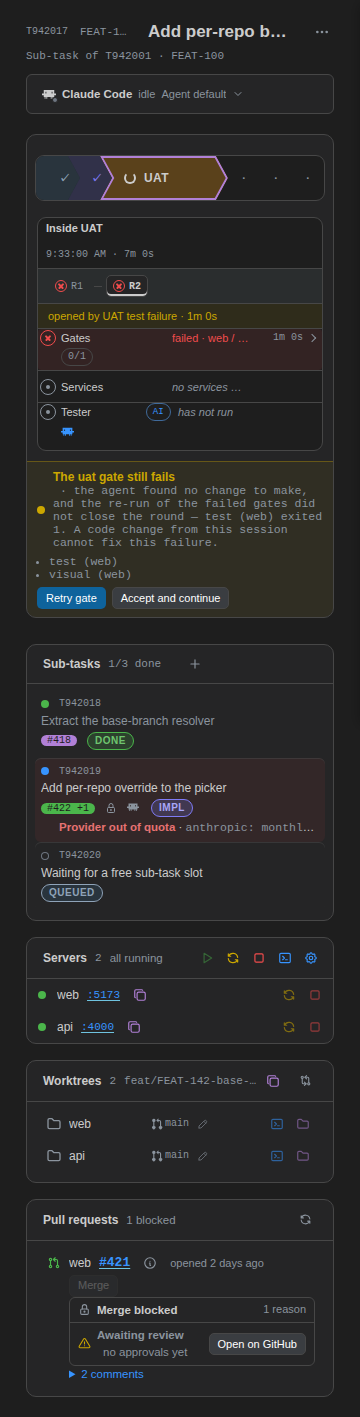 T942017 FEAT-1… Add per-repo b…
Sub-task of T942001 · FEAT-100
Claude Code idle Agent default
UAT
Inside UAT
9:33:00 AM · 7m 0s
R1 R2
opened by UAT test failure · 1m 0s
Gates failed · web / … 1m 0s
0/1
Services no services …
Tester AI has not run
The uat gate still fails
· the agent found no change to make,
and the re-run of the failed gates did
not close the round — test (web) exited
1. A code change from this session
cannot fix this failure.
• test (web)
• visual (web)
Retry gate Accept and continue
Sub-tasks 1/3 done
T942018
Extract the base-branch resolver
#418 DONE
T942019
Add per-repo override to the picker
#422 +1 IMPL
Provider out of quota · anthropic: monthl…
T942020
Waiting for a free sub-task slot
QUEUED
Servers 2 all running
web :5173
api :4000
Worktrees 2 feat/FEAT-142-base-…
web main
api main
Pull requests 1 blocked
web #421 opened 2 days ago
Merge
Merge blocked 1 reason
Awaiting review
no approvals yet
Open on GitHub
2 comments